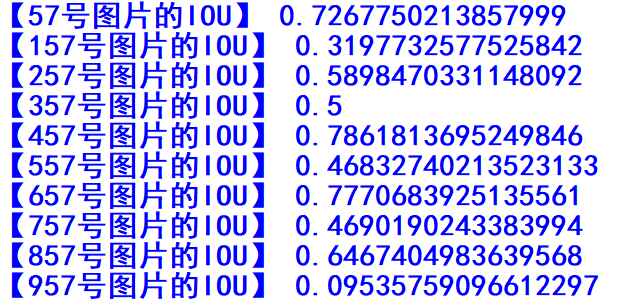 【57号图片的IOU】 0.7267750213857999
【157号图片的IOU】 0.3197732577525842
【257号图片的IOU】 0.5898470331148092
【357号图片的IOU】 0.5
【457号图片的IOU】 0.7861813695249846
【557号图片的IOU】 0.46832740213523133
【657号图片的IOU】 0.7770683925135561
【757号图片的IOU】 0.4690190243383994
【857号图片的IOU】 0.6467404983639568
【957号图片的IOU】 0.09535759096612297